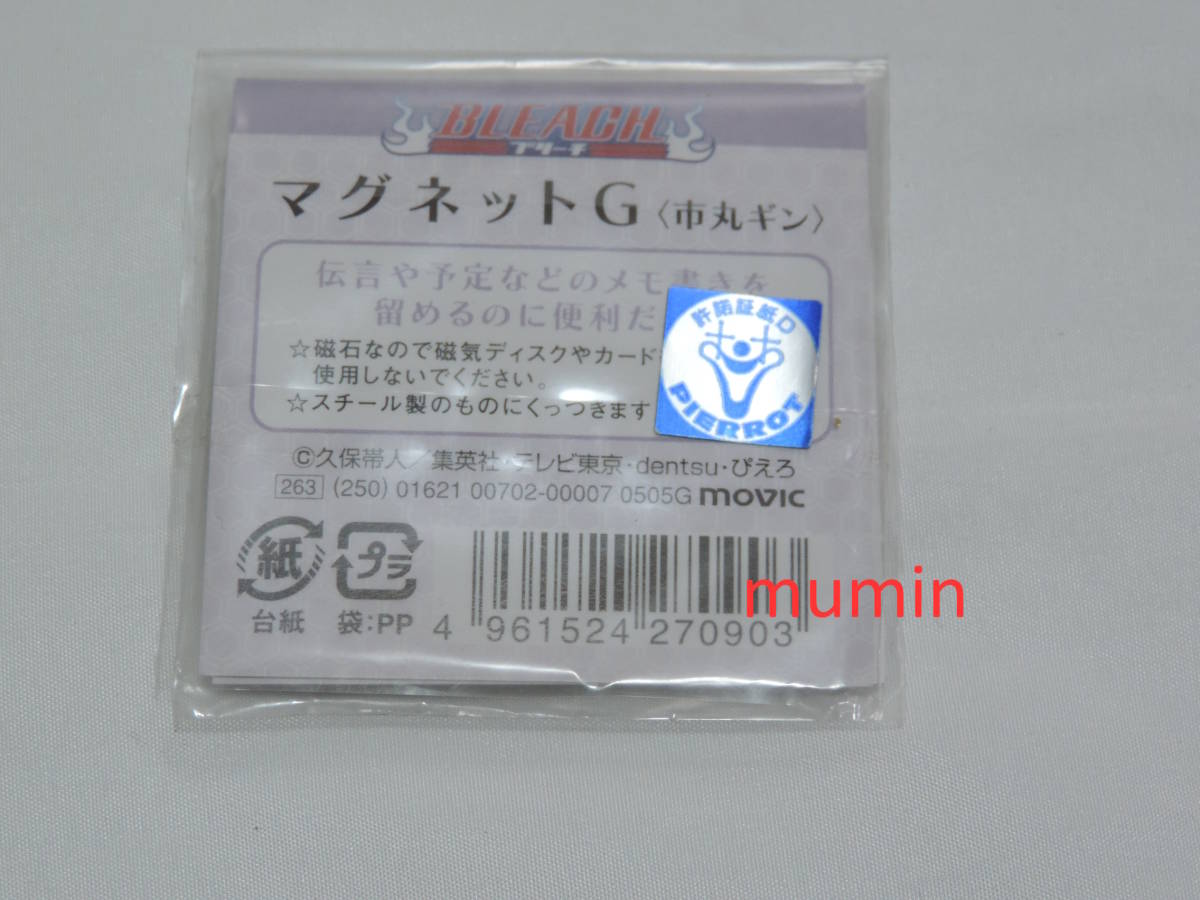 BLEACH
ブリーチ
マグネットG〈市丸ギン〉
伝言や予定などのメモ書きを
留めるのに便利だ
☆磁石なので磁気ディスクやカード
使用しないでください。
☆スチール製のものにくっつきます
許諾証紙D
PIERROT
©久保帯人／集英社・テレビ東京・dentsu・ぴえろ
263 (250) 01621 00702-00007 0505G movic
紙 プラ
台紙 袋:PP
4 961524 270903
mumin